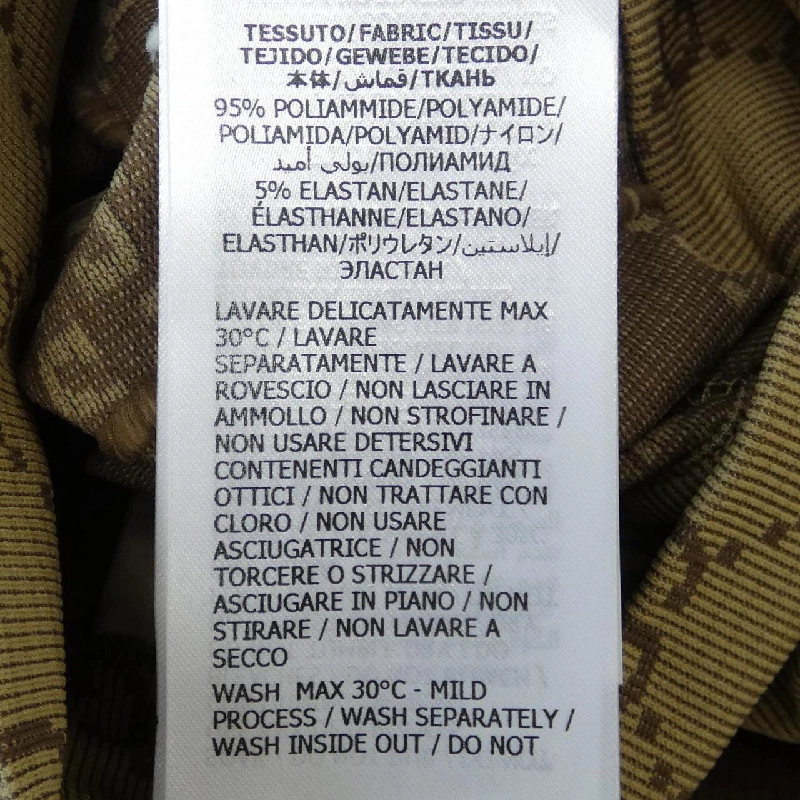 TESSUTO/FABRIC/TISSU/
TEJIDO/GEWEBE/TECIDO/
本体/قماش/ТКАНЬ
95% POLIAMMIDE/POLYAMIDE/
POLIAMIDA/POLYAMID/ナイロン/
بولي أميد/ПОЛИАМИД
5% ELASTAN/ELASTANE/
ÉLASTHANNE/ELASTANO/
ELASTHAN/ポリウレタン/إيلاستين/
ЭЛАСТАН
LAVARE DELICATAMENTE MAX
30°C / LAVARE
SEPARATAMENTE / LAVARE A
ROVESCIO / NON LASCIARE IN
AMMOLLO / NON STROFINARE /
NON USARE DETERSIVI
CONTENENTI CANDEGGIANTI
OTTICI / NON TRATTARE CON
CLORO / NON USARE
ASCIUGATRICE / NON
TORCERE O STRIZZARE /
ASCIUGARE IN PIANO / NON
STIRARE / NON LAVARE A
SECCO
WASH MAX 30°C - MILD
PROCESS / WASH SEPARATELY /
WASH INSIDE OUT / DO NOT